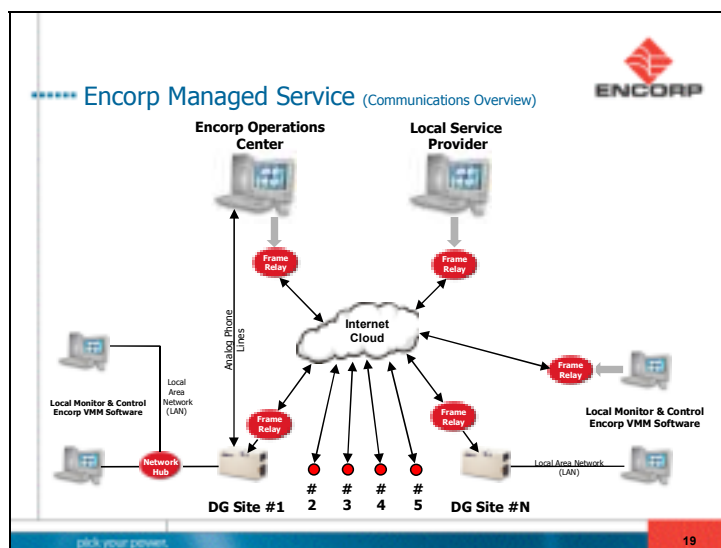 ENCORP
Encorp Managed Service (Communications Overview)
Encorp Operations
Center
Local Service
Provider
Frame
Relay
Frame
Relay
Analog Phone
Lines
Internet
Cloud
Local
Area
Network
(LAN)
Local Monitor & Control
Encorp VMM Software
Frame
Relay
Local Monitor & Control
Encorp VMM Software
Frame
Relay
Frame
Relay
Network
Hub
Local Area Network
(LAN)
DG Site #1
#
2
#
3
#
4
#
5
DG Site #N
pick your power.
19